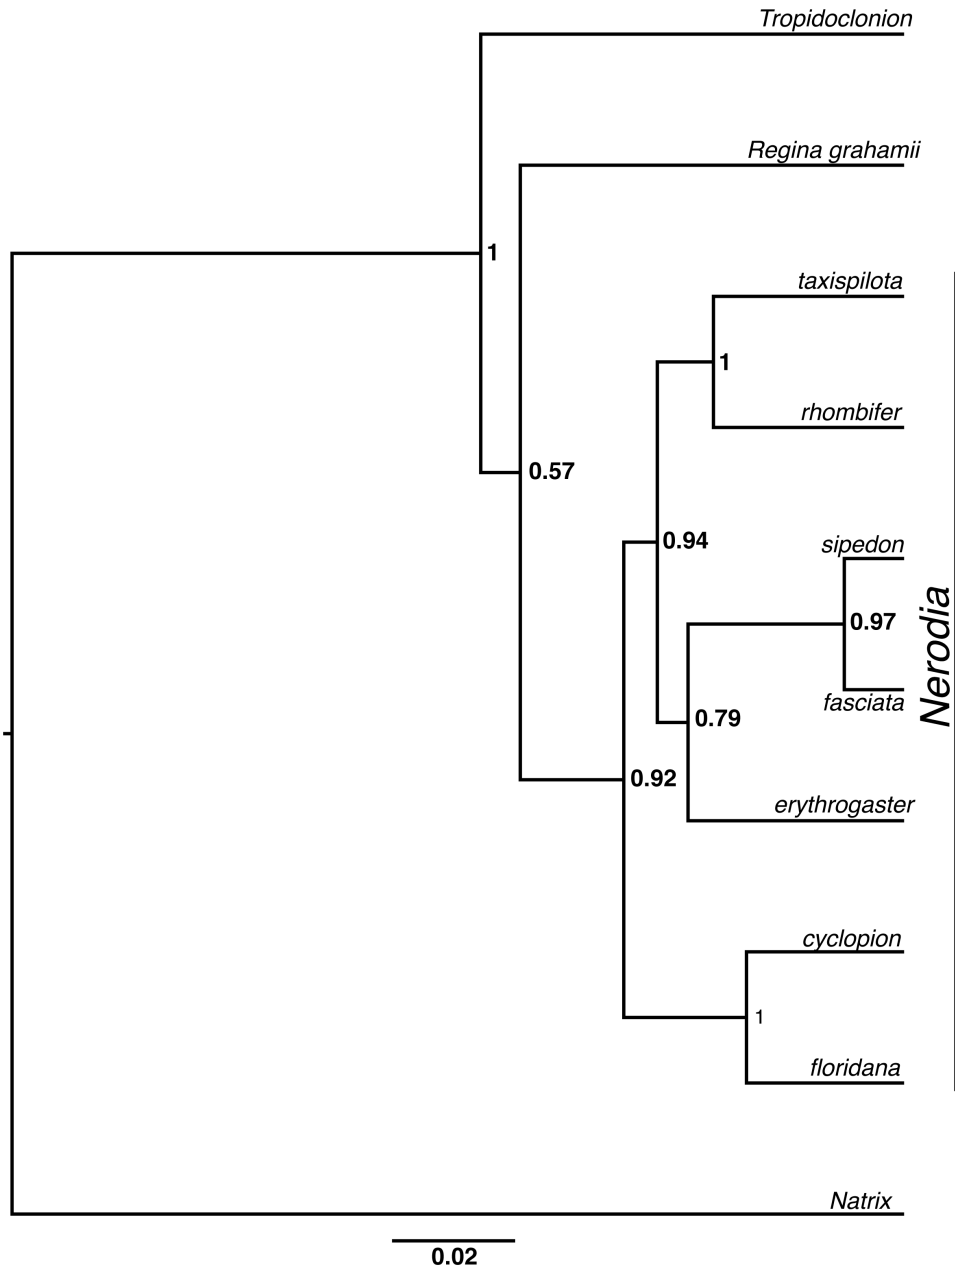 Tropidoclonion
Regina grahamii
1
taxispilota
1
rhombifer
0.57
0.94
sipedon
0.97
fasciata
Nerodia
0.79
0.92
erythrogaster
cyclopion
1
floridana
Natrix
0.02